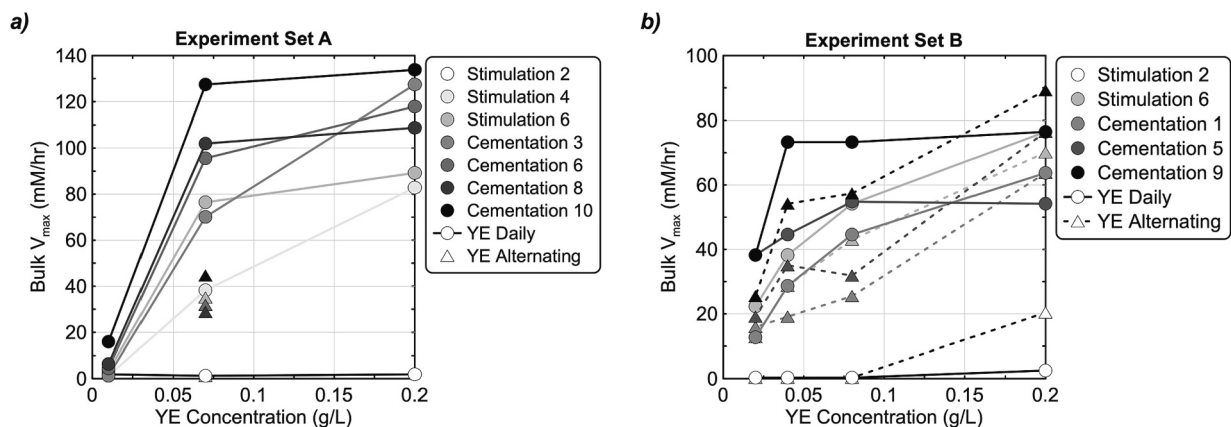 a)
Experiment Set A
Bulk Vmax (mM/hr)
140
120
100
80
60
40
20
0
0
0.05
0.1
0.15
0.2
YE Concentration (g/L)
Stimulation 2
Stimulation 4
Stimulation 6
Cementation 3
Cementation 6
Cementation 8
Cementation 10
YE Daily
YE Alternating
b)
Experiment Set B
Bulk Vmax (mM/hr)
100
80
60
40
20
0
0
0.05
0.1
0.15
0.2
YE Concentration (g/L)
Stimulation 2
Stimulation 6
Cementation 1
Cementation 5
Cementation 9
YE Daily
YE Alternating